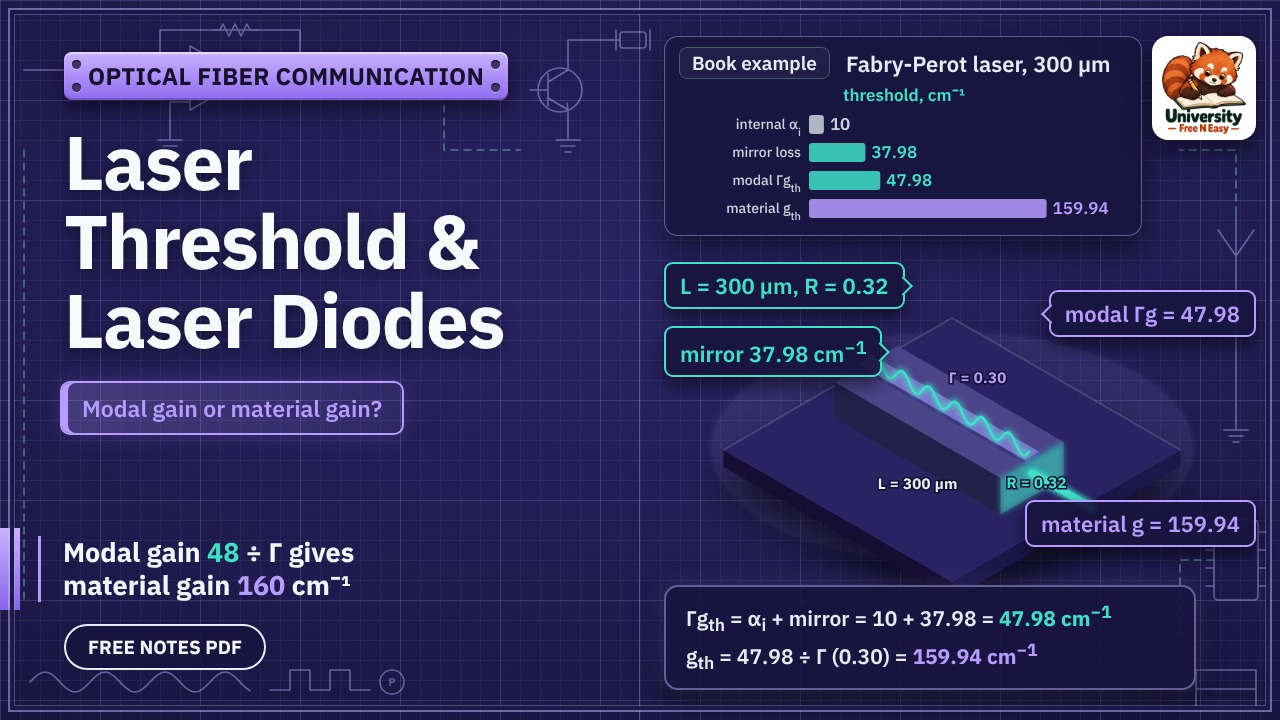 OPTICAL FIBER COMMUNICATION
Laser
Threshold &
Laser Diodes
Modal gain or material gain?
Modal gain 48 ÷ Γ gives
material gain 160 cm⁻¹
FREE NOTES PDF
P
Book example
Fabry-Perot laser, 300 µm
threshold, cm⁻¹
internal αᵢ 10
mirror loss 37.98
modal Γgth 47.98
material gth 159.94
University
Free N Easy
L = 300 µm, R = 0.32
modal Γg = 47.98
mirror 37.98 cm⁻¹
Γ = 0.30
L = 300 µm
R = 0.32
material g = 159.94
Γgth = αᵢ + mirror = 10 + 37.98 = 47.98 cm⁻¹
gth = 47.98 ÷ Γ (0.30) = 159.94 cm⁻¹